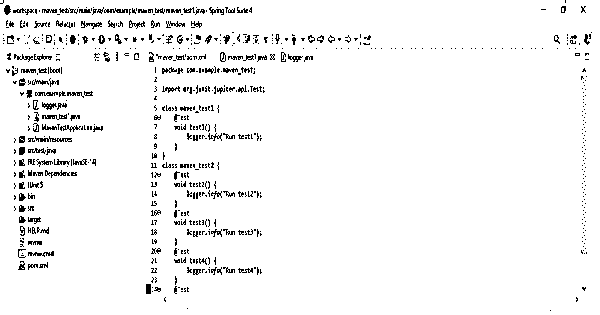 workspace - maven_test/src/main/java/com/example/maven_test/maven_test1.java - Spring Tool Suite 4
File Edit Source Refactor Navigate Search Project Run Window Help
Package Explorer
maven_test [boot]
src/main/java
com.example.maven_test
logger.java
maven_test1.java
MavenTestApplication.java
src/main/resources
src/test/java
JRE System Library [JavaSE-14]
Maven Dependencies
JUnit 5
bin
src
target
HELP.md
mvnw
mvnw.cmd
pom.xml
*maven_test/pom.xml maven_test1.java logger.java
1 package com.example.maven_test;
2
3 import org.junit.jupiter.api.Test;
4
5 class maven_test1 {
6 @Test
7 void test1() {
8 logger.info("Run test1");
9 }
10 }
11 class maven_test2 {
12 @Test
13 void test2() {
14 logger.info("Run test2");
15 }
16 @Test
17 void test3() {
18 logger.info("Run test3");
19 }
20 @Test
21 void test4() {
22 logger.info("Run test4");
23 }
24 @Test